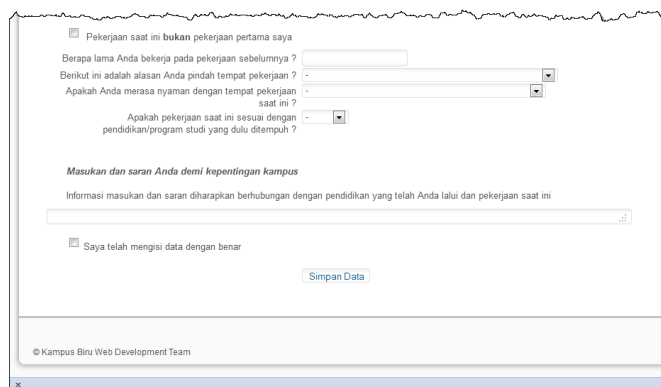 Pekerjaan saat ini bukan pekerjaan pertama saya
Berapa lama Anda bekerja pada pekerjaan sebelumnya ?
Berikut ini adalah alasan Anda pindah tempat pekerjaan ? -
Apakah Anda merasa nyaman dengan tempat pekerjaan -
saat ini ?
Apakah pekerjaan saat ini sesuai dengan -
pendidikan/program studi yang dulu ditempuh ?
Masukan dan saran Anda demi kepentingan kampus
Informasi masukan dan saran diharapkan berhubungan dengan pendidikan yang telah Anda lalui dan pekerjaan saat ini
Saya telah mengisi data dengan benar
Simpan Data
© Kampus Biru Web Development Team
×